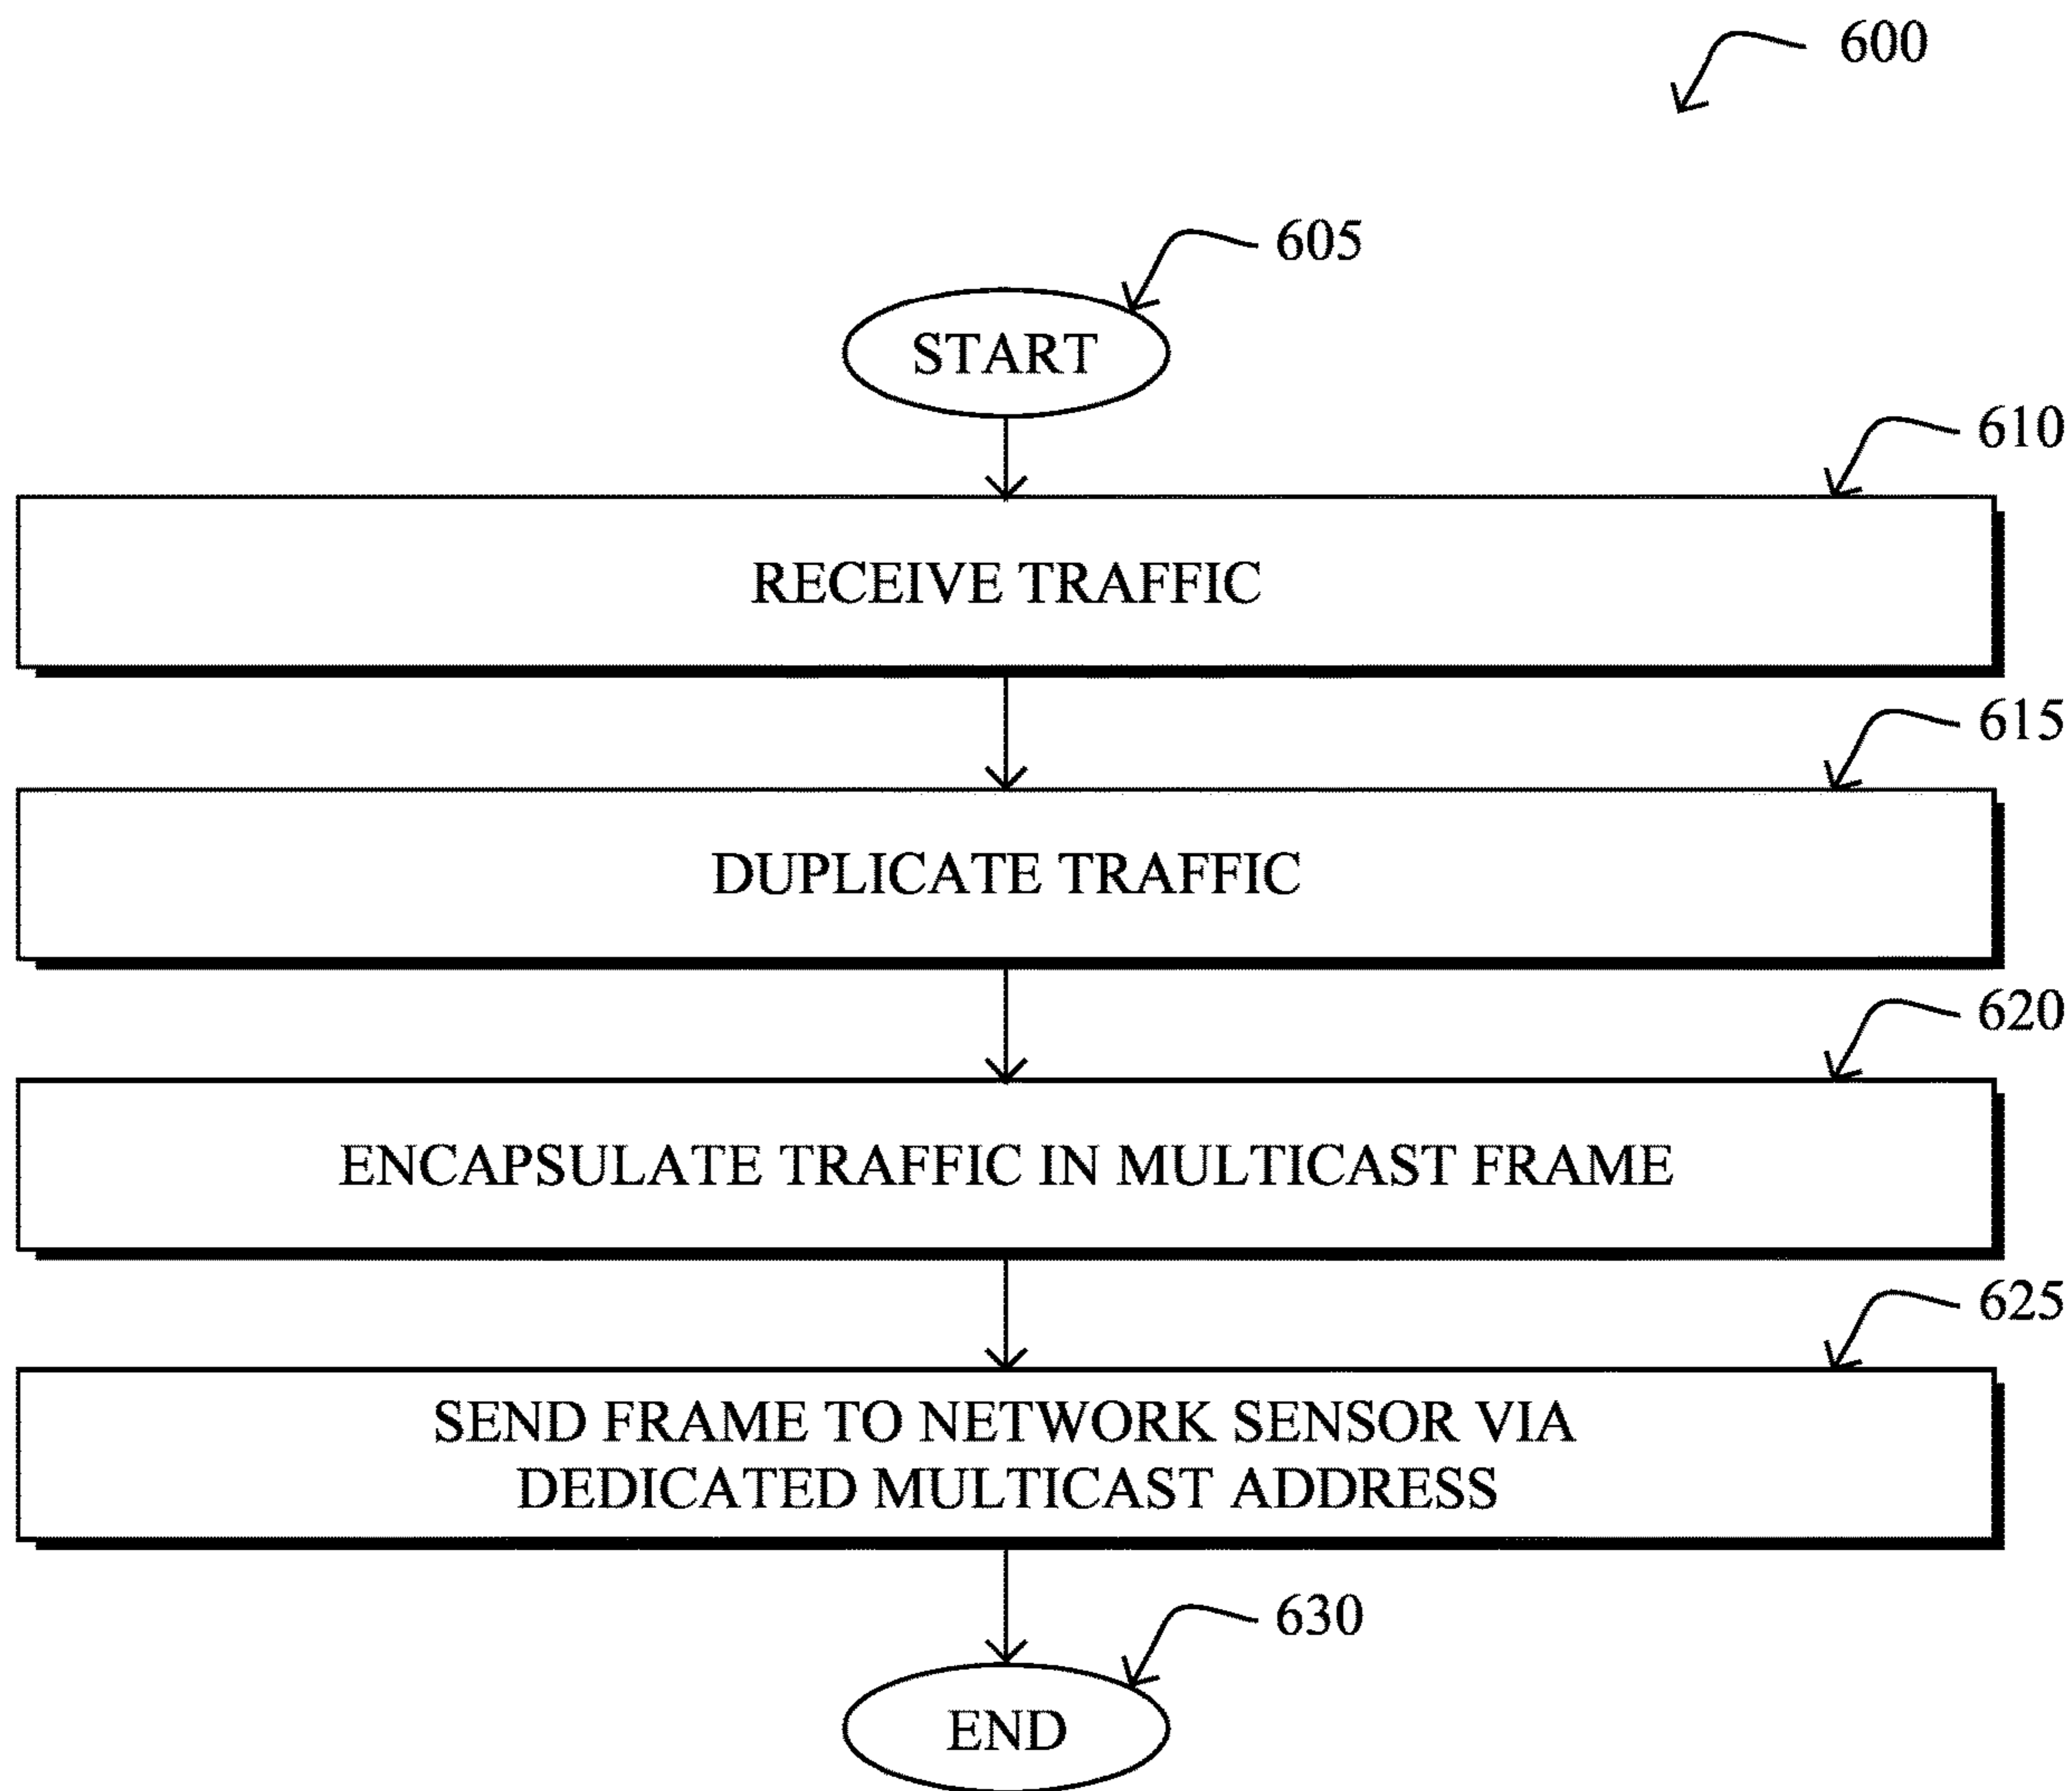 600
605
START
610
RECEIVE TRAFFIC
615
DUPLICATE TRAFFIC
620
ENCAPSULATE TRAFFIC IN MULTICAST FRAME
625
SEND FRAME TO NETWORK SENSOR VIA
DEDICATED MULTICAST ADDRESS
630
END